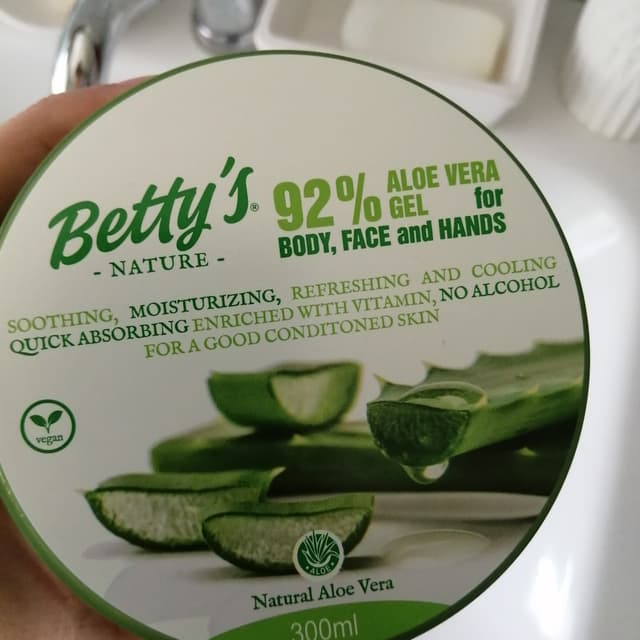 Betty's®
- NATURE -
92% ALOE VERA
GEL for
BODY, FACE and HANDS
SOOTHING, MOISTURIZING, REFRESHING AND COOLING
QUICK ABSORBING ENRICHED WITH VITAMIN, NO ALCOHOL
FOR A GOOD CONDITONED SKIN
vegan
Natural Aloe Vera
300ml